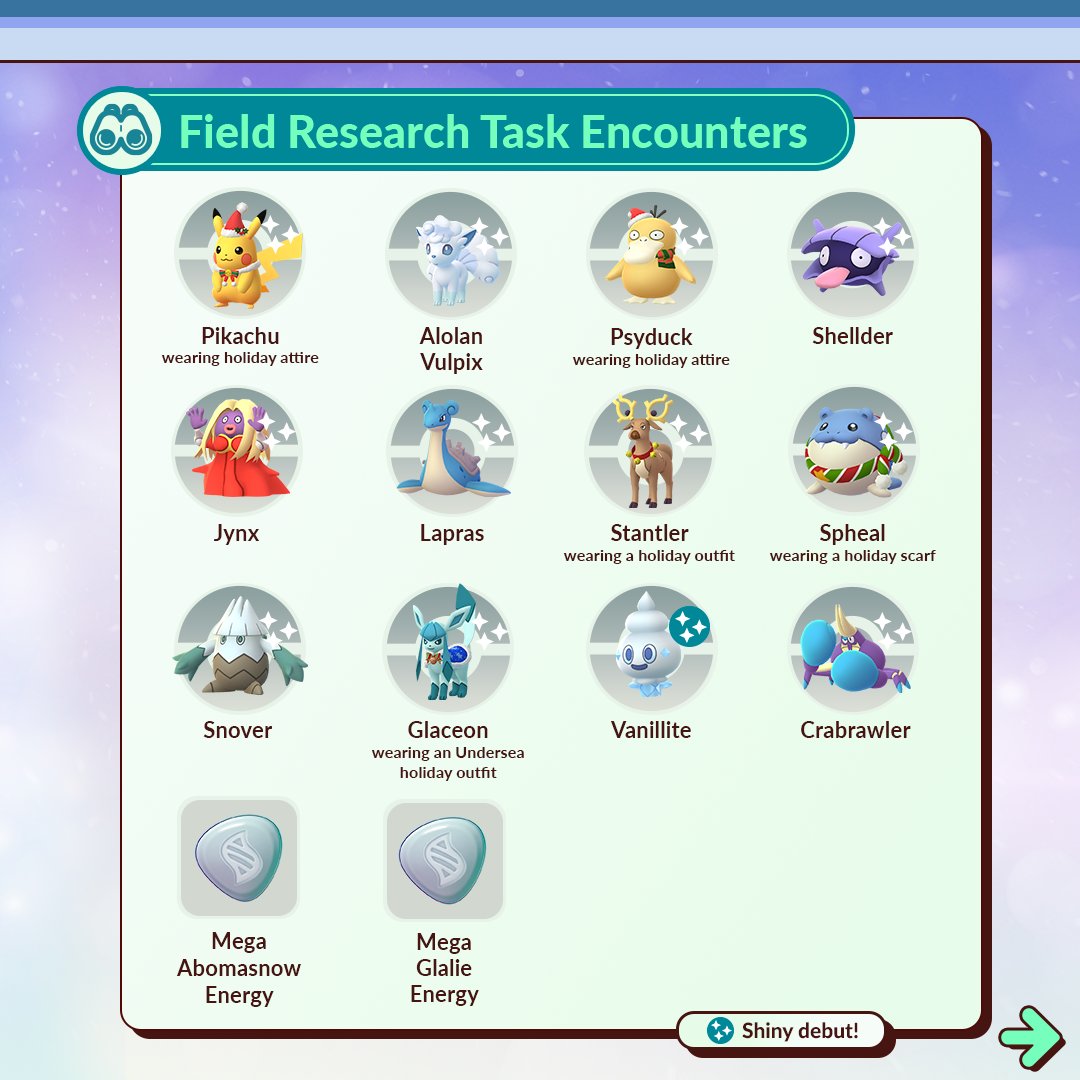 Field Research Task Encounters
Pikachu
wearing holiday attire
Alolan
Vulpix
Psyduck
wearing holiday attire
Shellder
Jynx
Lapras
Stantler
wearing a holiday outfit
Spheal
wearing a holiday scarf
Snover
Glaceon
wearing an Undersea
holiday outfit
Vanillite
Crabrawler
Mega
Abomasnow
Energy
Mega
Glalie
Energy
Shiny debut!